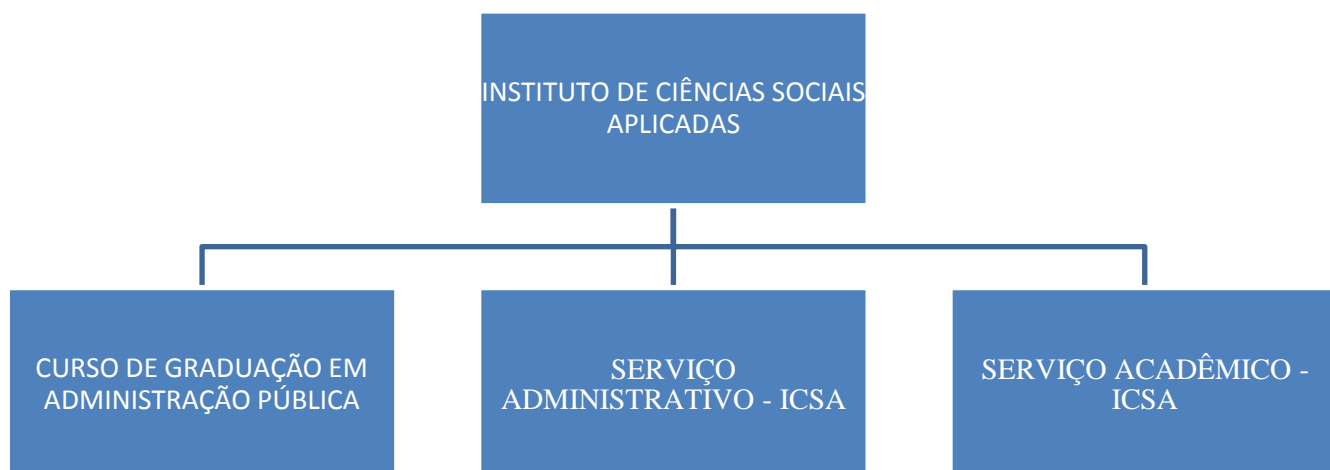 INSTITUTO DE CIÊNCIAS SOCIAIS
APLICADAS
CURSO DE GRADUAÇÃO EM
ADMINISTRAÇÃO PÚBLICA
SERVIÇO
ADMINISTRATIVO - ICSA
SERVIÇO ACADÊMICO -
ICSA